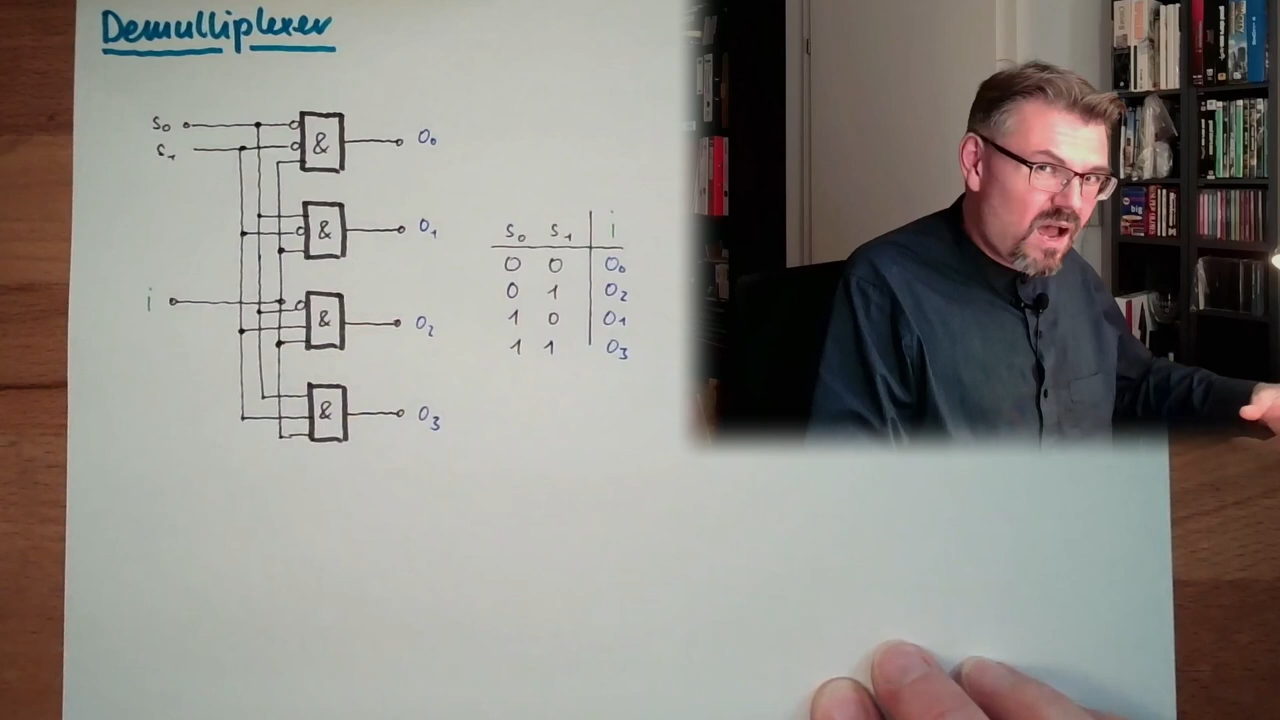 Demultiplexer
S0
S1
&
O0
&
O1
i
&
O2
&
O3
S0 S1 i
0 0 O0
0 1 O2
1 0 O1
1 1 O3
big